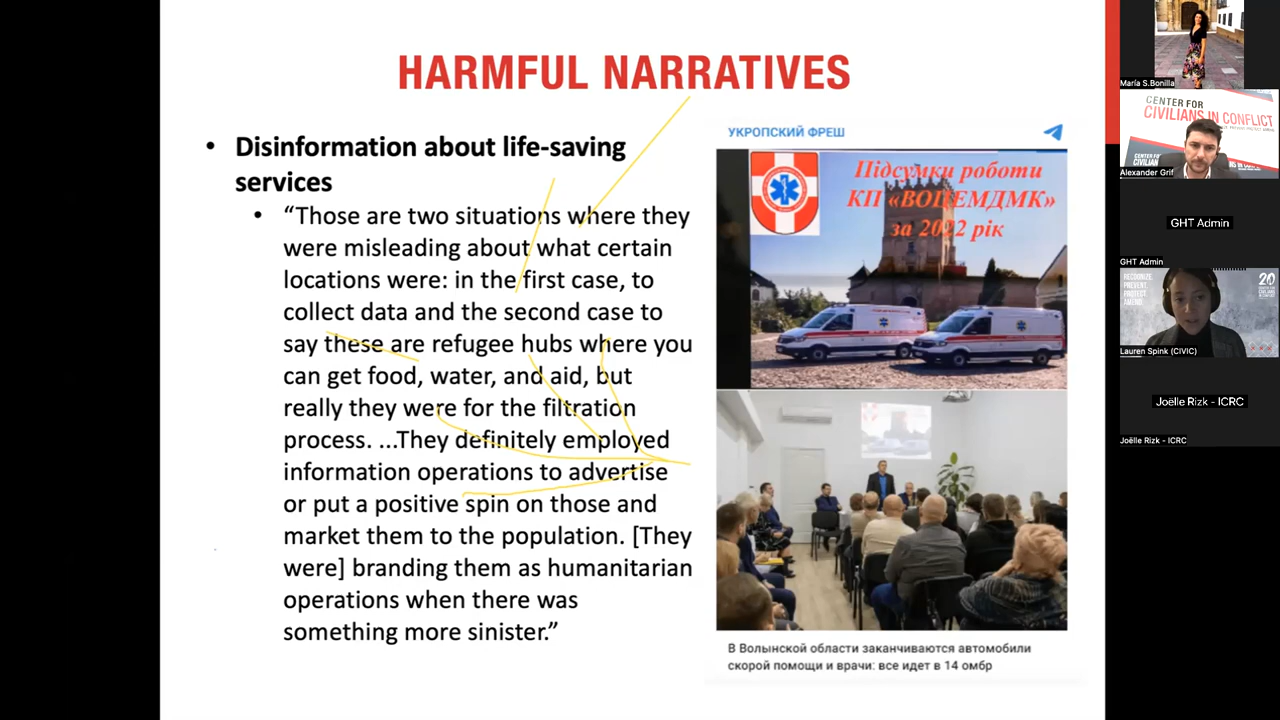 HARMFUL NARRATIVES
• Disinformation about life-saving
services
• “Those are two situations where they
were misleading about what certain
locations were: in the first case, to
collect data and the second case to
say these are refugee hubs where you
can get food, water, and aid, but
really they were for the filtration
process. ...They definitely employed
information operations to advertise
or put a positive spin on those and
market them to the population. [They
were] branding them as humanitarian
operations when there was
something more sinister.”
УКРОПСКИЙ ФРЕШ
Підсумки роботи
КП «ВОЦЕМДМК»
за 2022 рік
В Волынской области заканчиваются автомобили
скорой помощи и врачи: все идет в 14 омбр
María S.Bonilla
CENTER FOR
CIVILIANS IN CONFLICT
Alexander Grif
GHT Admin
GHT Admin
RECOGNIZE.
PREVENT.
PROTECT.
AMEND.
20
Lauren Spink (CIVIC)
Joëlle Rizk - ICRC
Joëlle Rizk - ICRC